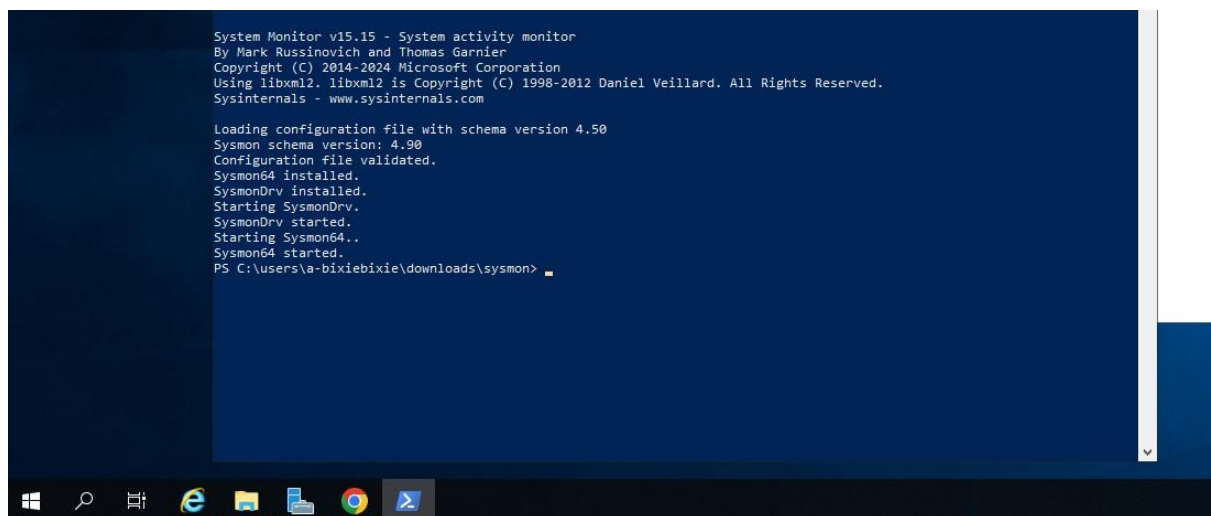 System Monitor v15.15 - System activity monitor
By Mark Russinovich and Thomas Garnier
Copyright (C) 2014-2024 Microsoft Corporation
Using libxml2. libxml2 is Copyright (C) 1998-2012 Daniel Veillard. All Rights Reserved.
Sysinternals - www.sysinternals.com
Loading configuration file with schema version 4.50
Sysmon schema version: 4.90
Configuration file validated.
Sysmon64 installed.
SysmonDrv installed.
Starting SysmonDrv.
SysmonDrv started.
Starting Sysmon64..
Sysmon64 started.
PS C:\users\a-bixiebixie\downloads\sysmon>